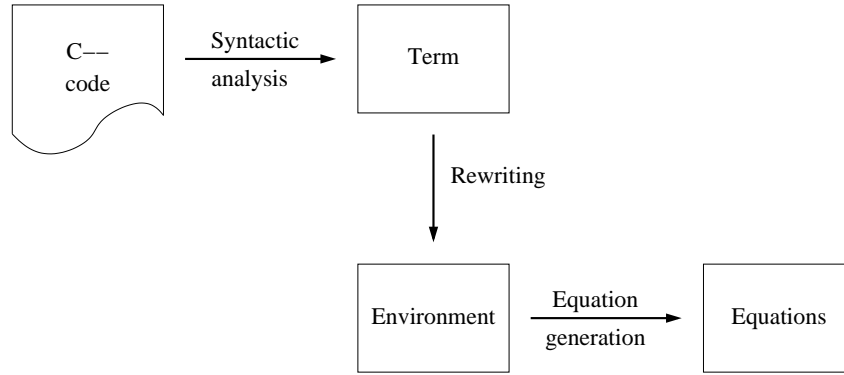 C−−
code
Syntactic
analysis
Term
Rewriting
Environment
Equation
generation
Equations